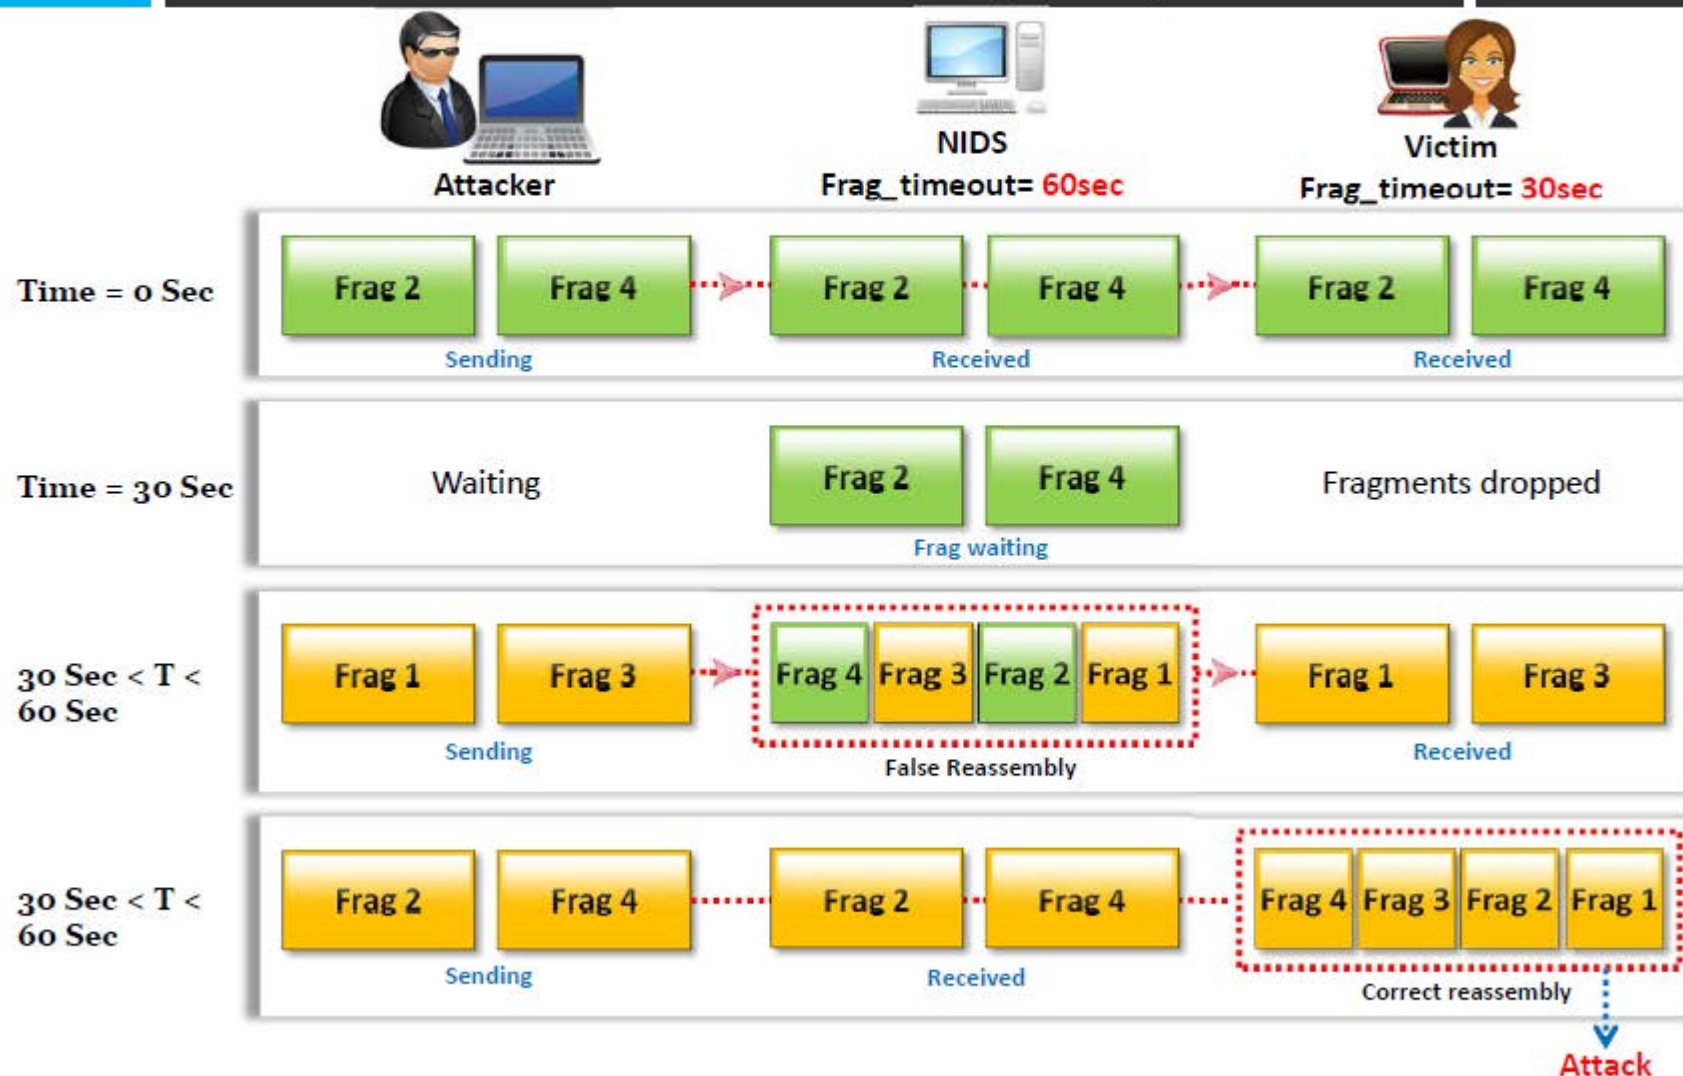 Attacker
NIDS
Frag_timeout= 60sec
Victim
Frag_timeout= 30sec
Time = 0 Sec
Frag 2 Frag 4 Frag 2 Frag 4 Frag 2 Frag 4
Sending Received Received
Time = 30 Sec
Waiting Frag 2 Frag 4 Fragments dropped
Frag waiting
30 Sec < T <
60 Sec
Frag 1 Frag 3 Frag 4 Frag 3 Frag 2 Frag 1 Frag 1 Frag 3
Sending False Reassembly Received
30 Sec < T <
60 Sec
Frag 2 Frag 4 Frag 2 Frag 4 Frag 4 Frag 3 Frag 2 Frag 1
Sending Received Correct reassembly
Attack